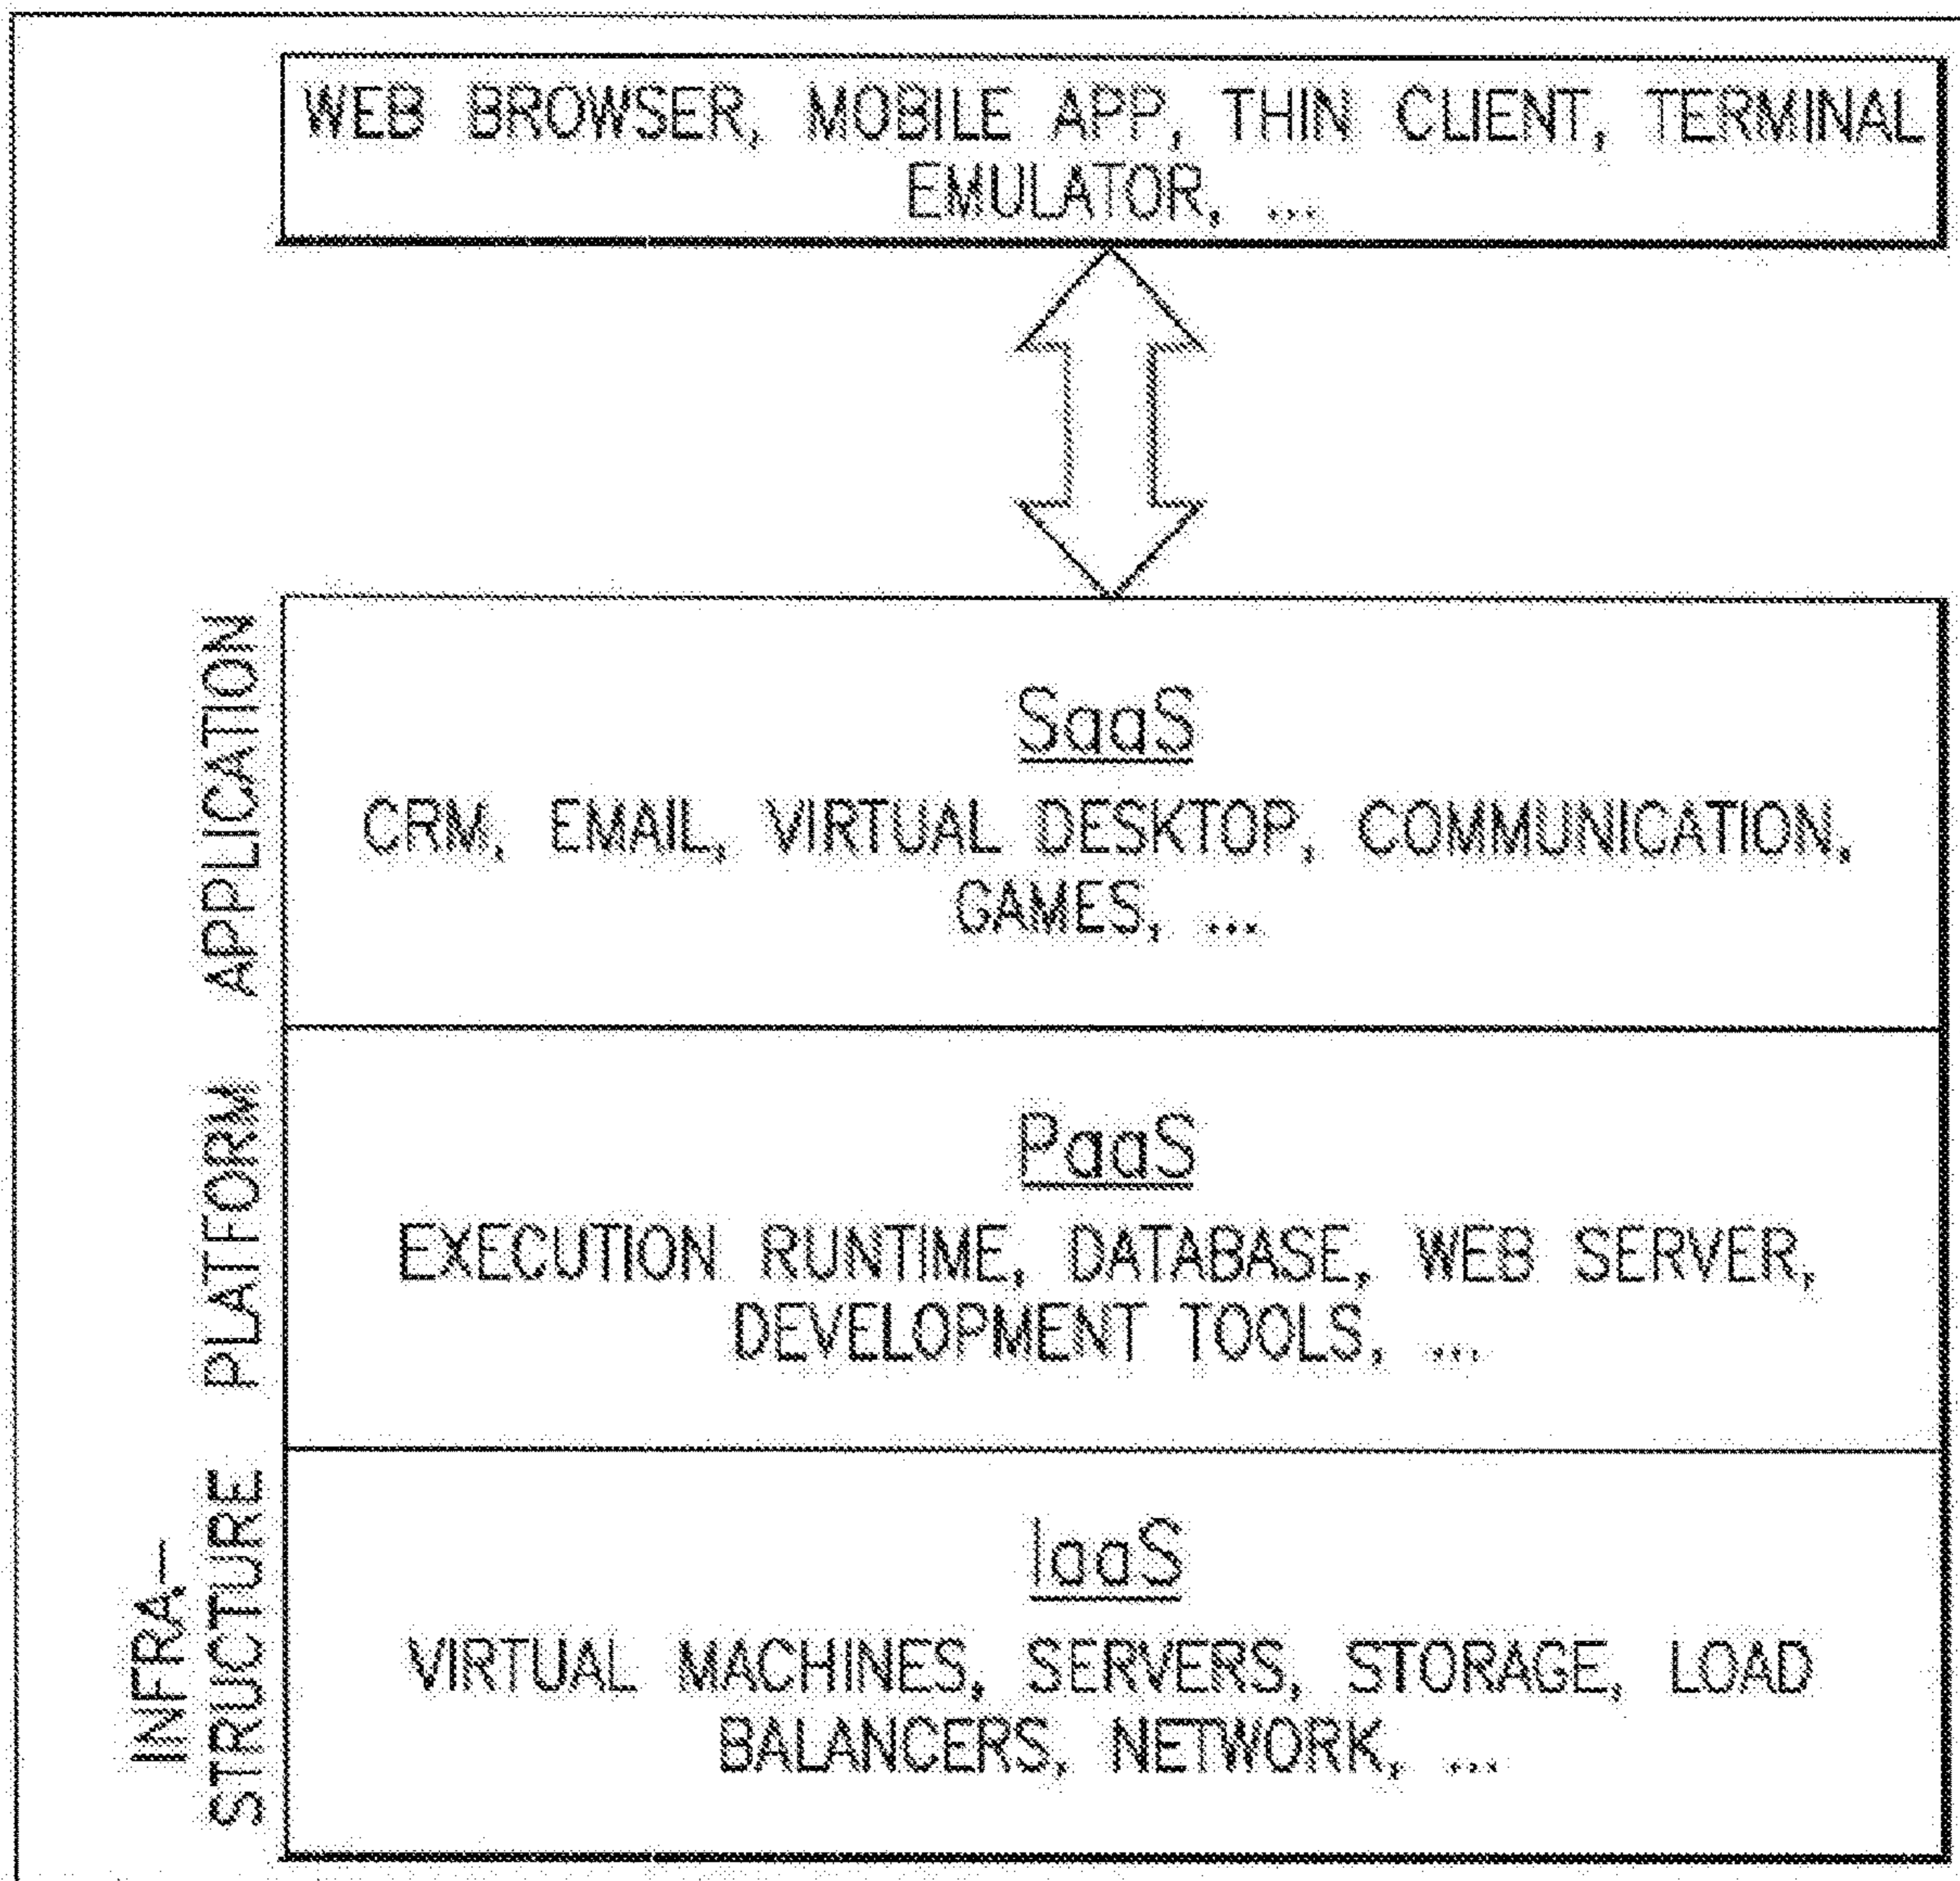 WEB BROWSER, MOBILE APP, THIN CLIENT, TERMINAL
EMULATOR, ...
APPLICATION
SaaS
CRM, EMAIL, VIRTUAL DESKTOP, COMMUNICATION,
GAMES, ...
PLATFORM
PaaS
EXECUTION RUNTIME, DATABASE, WEB SERVER,
DEVELOPMENT TOOLS, ...
INFRA-
STRUCTURE
IaaS
VIRTUAL MACHINES, SERVERS, STORAGE, LOAD
BALANCERS, NETWORK, ...